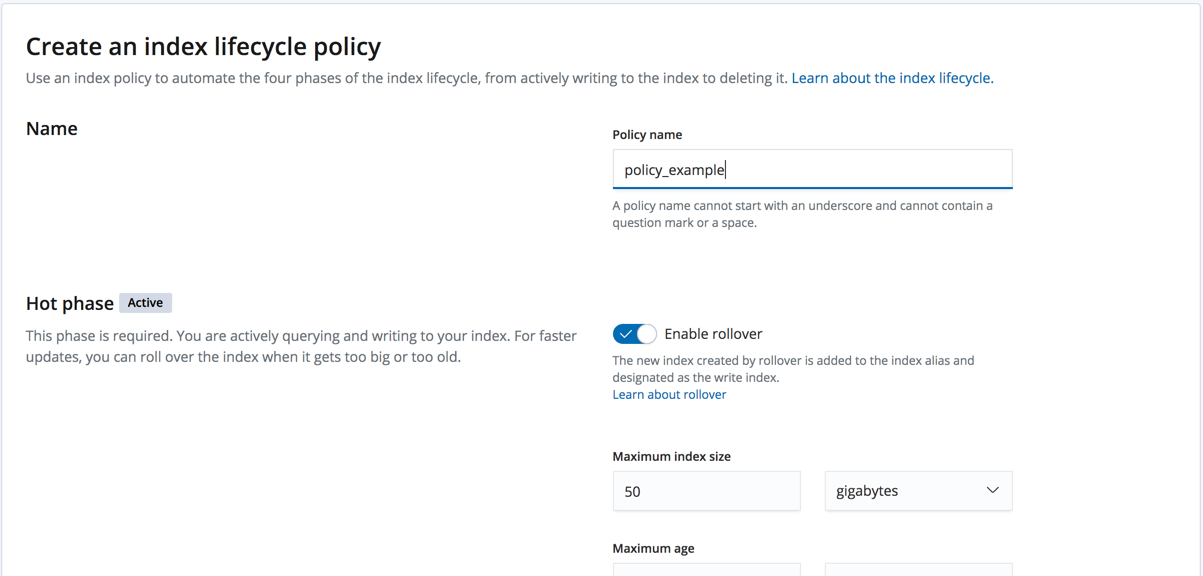 Create an index lifecycle policy
Use an index policy to automate the four phases of the index lifecycle, from actively writing to the index to deleting it. Learn about the index lifecycle.
Name
Policy name
policy_example
A policy name cannot start with an underscore and cannot contain a
question mark or a space.
Hot phase Active
This phase is required. You are actively querying and writing to your index. For faster
updates, you can roll over the index when it gets too big or too old.
Enable rollover
The new index created by rollover is added to the index alias and
designated as the write index.
Learn about rollover
Maximum index size
50 gigabytes
Maximum age